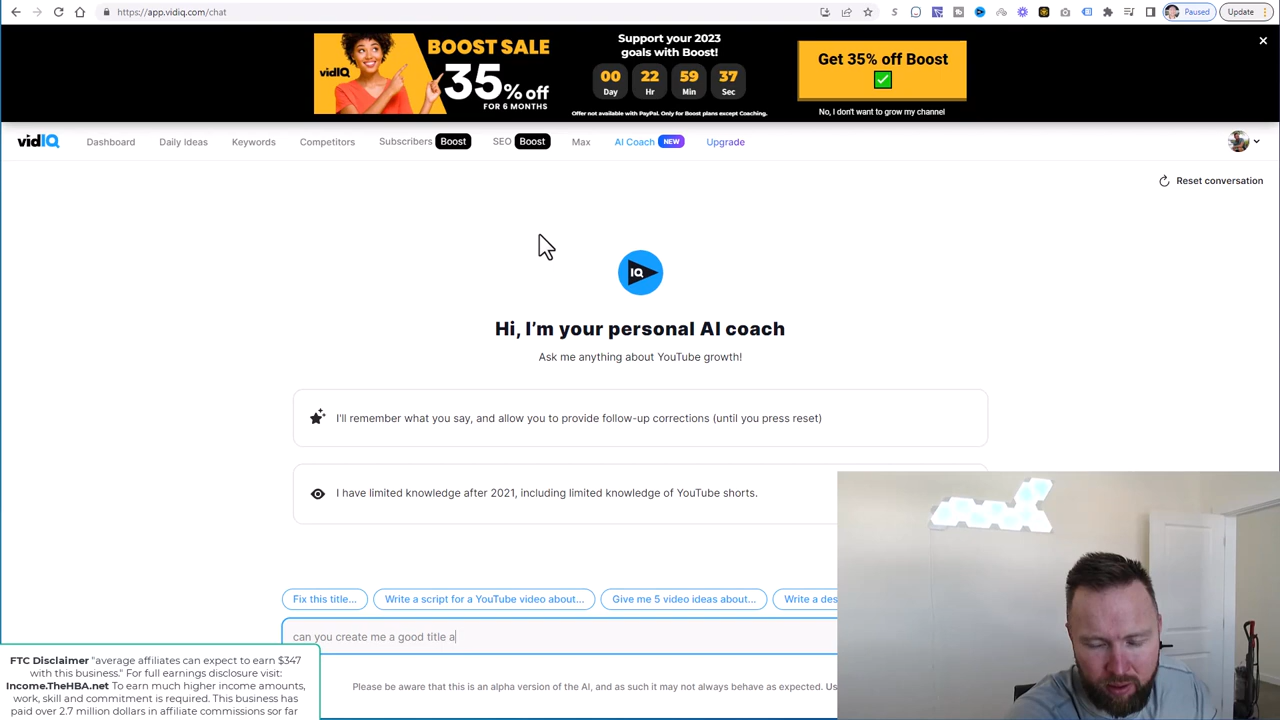 https://app.vidiq.com/chat
Paused
Update
vidIQ
BOOST SALE
35% off
FOR 6 MONTHS
Support your 2023
goals with Boost!
00 22 59 37
Day Hr Min Sec
Offer not available with PayPal. Only for Boost plans except Coaching.
Get 35% off Boost
No, I don't want to grow my channel
vidIQ
Dashboard
Daily Ideas
Keywords
Competitors
Subscribers Boost
SEO Boost
Max
AI Coach NEW
Upgrade
Reset conversation
IQ
Hi, I'm your personal AI coach
Ask me anything about YouTube growth!
I'll remember what you say, and allow you to provide follow-up corrections (until you press reset)
I have limited knowledge after 2021, including limited knowledge of YouTube shorts.
Fix this title...
Write a script for a YouTube video about...
Give me 5 video ideas about...
Write a des
can you create me a good title a
FTC Disclaimer "average affiliates can expect to earn $347
with this business." For full earnings disclosure visit:
Income.TheHBA.net To earn much higher income amounts,
work, skill and commitment is required. This business has
paid over 2.7 million dollars in affiliate commissions sor far
Please be aware that this is an alpha version of the AI, and as such it may not always behave as expected. Us